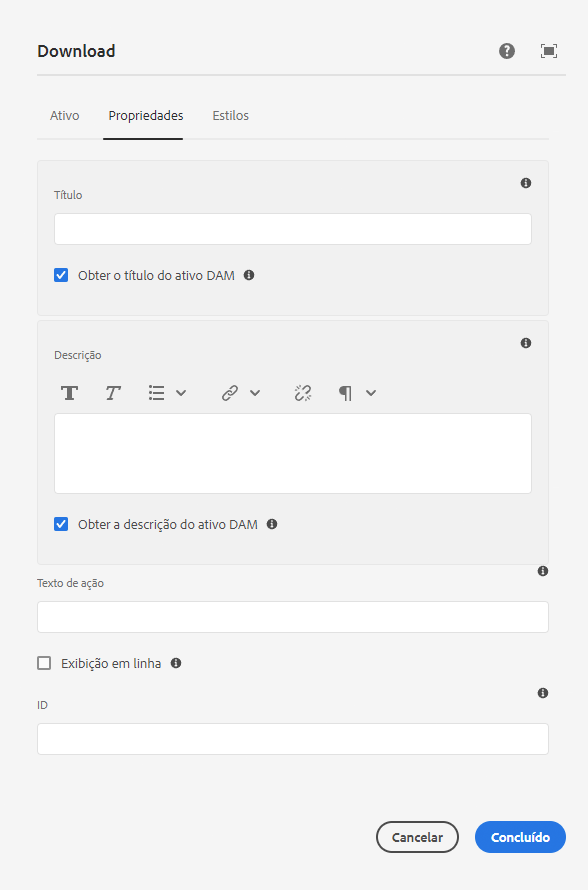 Download
Ativo Propriedades Estilos
Título
Obter o título do ativo DAM
Descrição
Obter a descrição do ativo DAM
Texto de ação
Exibição em linha
ID
Cancelar Concluído